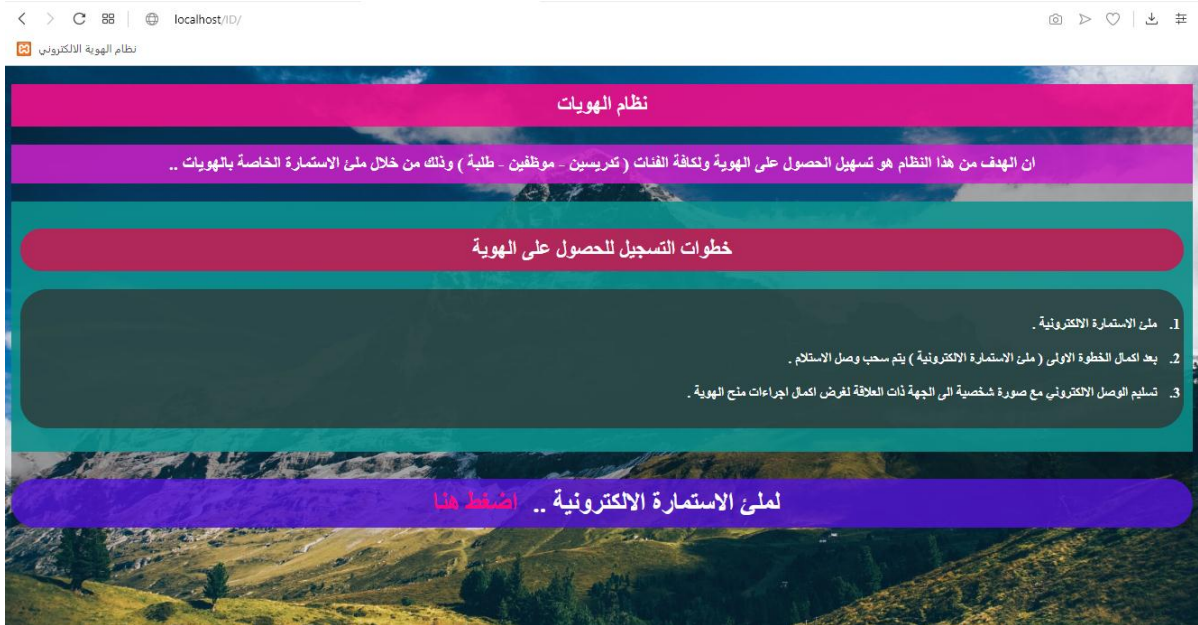 localhost/ID/
نظام الهوية الالكتروني
نظام الهويات
ان الهدف من هذا النظام هو تسهيل الحصول على الهوية ولكافة الفئات ( تدريسين - موظفين - طلبة ) وذلك من خلال ملئ الاستمارة الخاصة بالهويات ..
خطوات التسجيل للحصول على الهوية
1. ملئ الاستمارة الالكترونية .
2. بعد اكمال الخطوة الاولى ( ملئ الاستمارة الالكترونية ) يتم سحب وصل الاستلام .
3. تسليم الوصل الالكتروني مع صورة شخصية الى الجهة ذات العلاقة لغرض اكمال اجراءات منح الهوية .
لملئ الاستمارة الالكترونية .. اضغط هنا